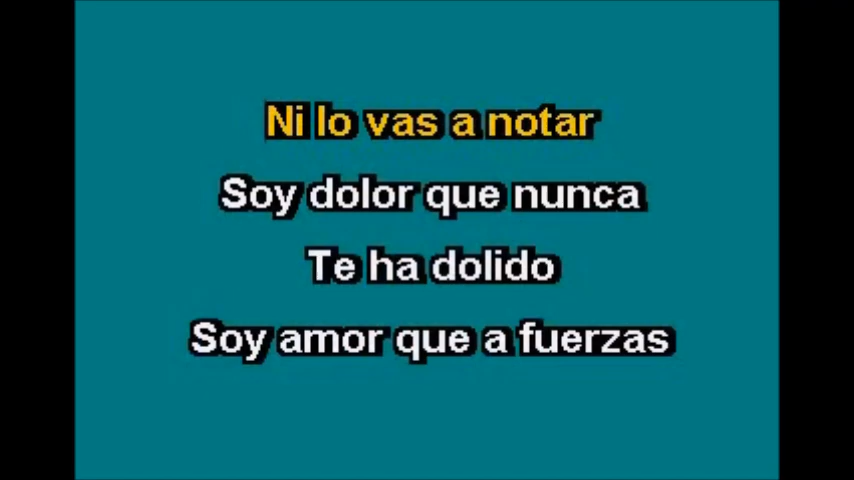 Ni lo vas a notar
Soy dolor que nunca
Te ha dolido
Soy amor que a fuerzas